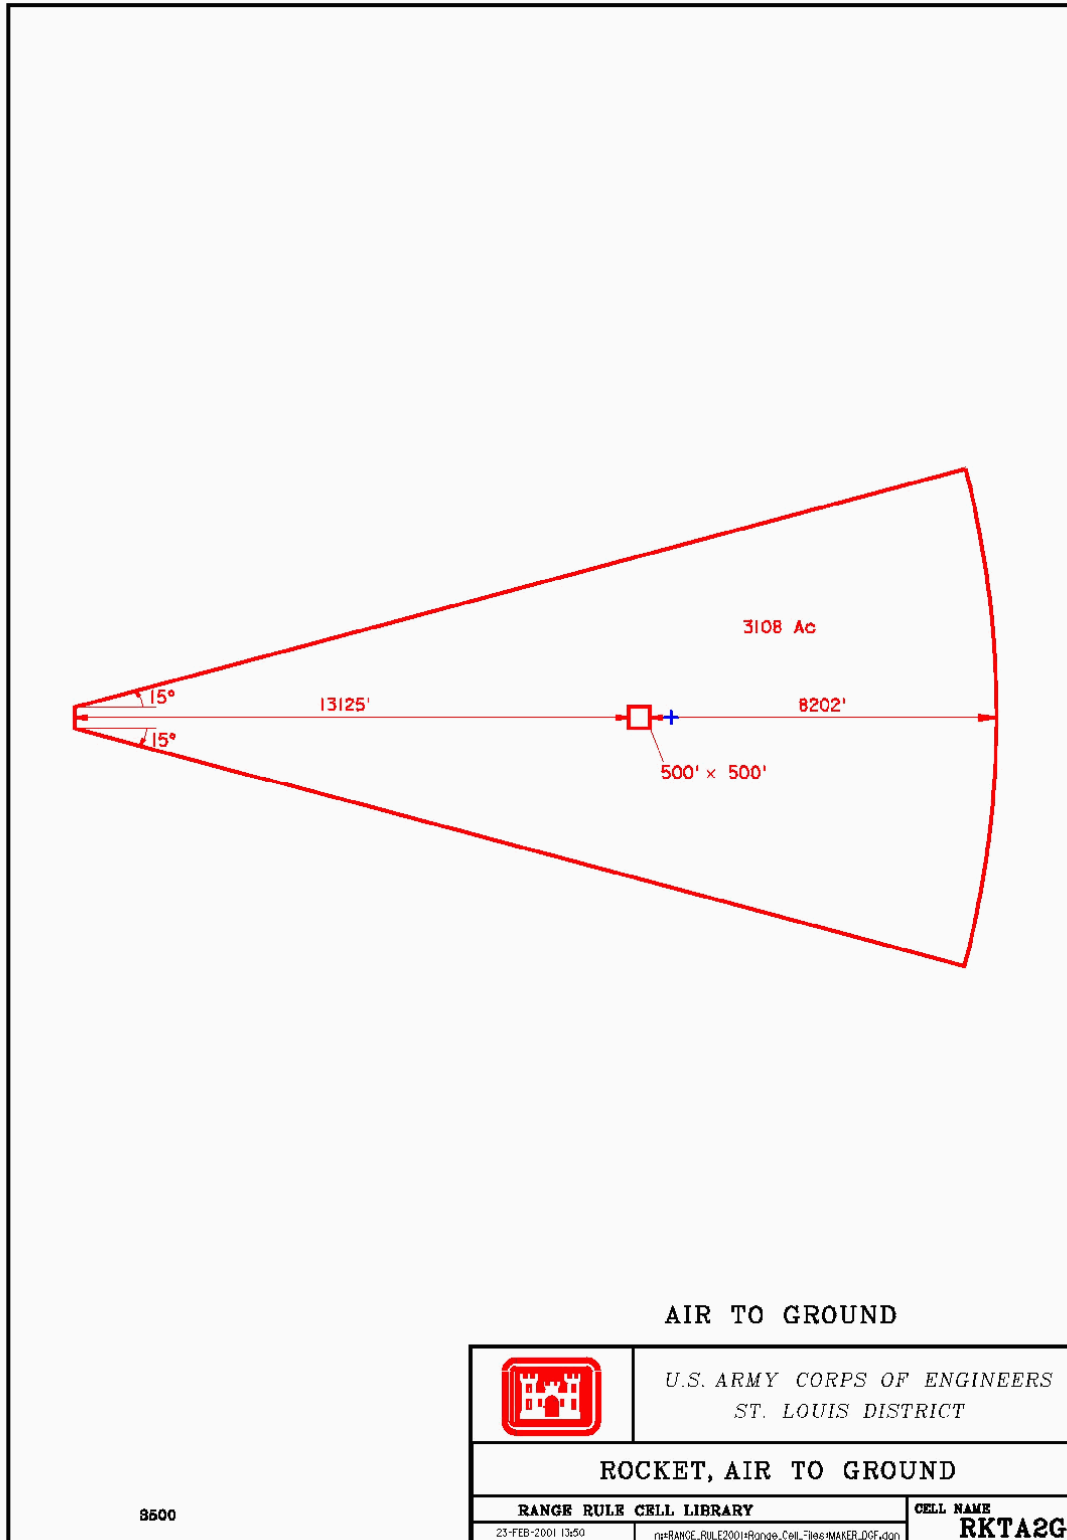 3108 Ac
15°
13125'
8202'
15°
500' × 500'
AIR TO GROUND
U.S. ARMY CORPS OF ENGINEERS
ST. LOUIS DISTRICT
ROCKET, AIR TO GROUND
3500
RANGE RULE CELL LIBRARY
CELL NAME
RKTA2G
23-FEB-2001 13:50